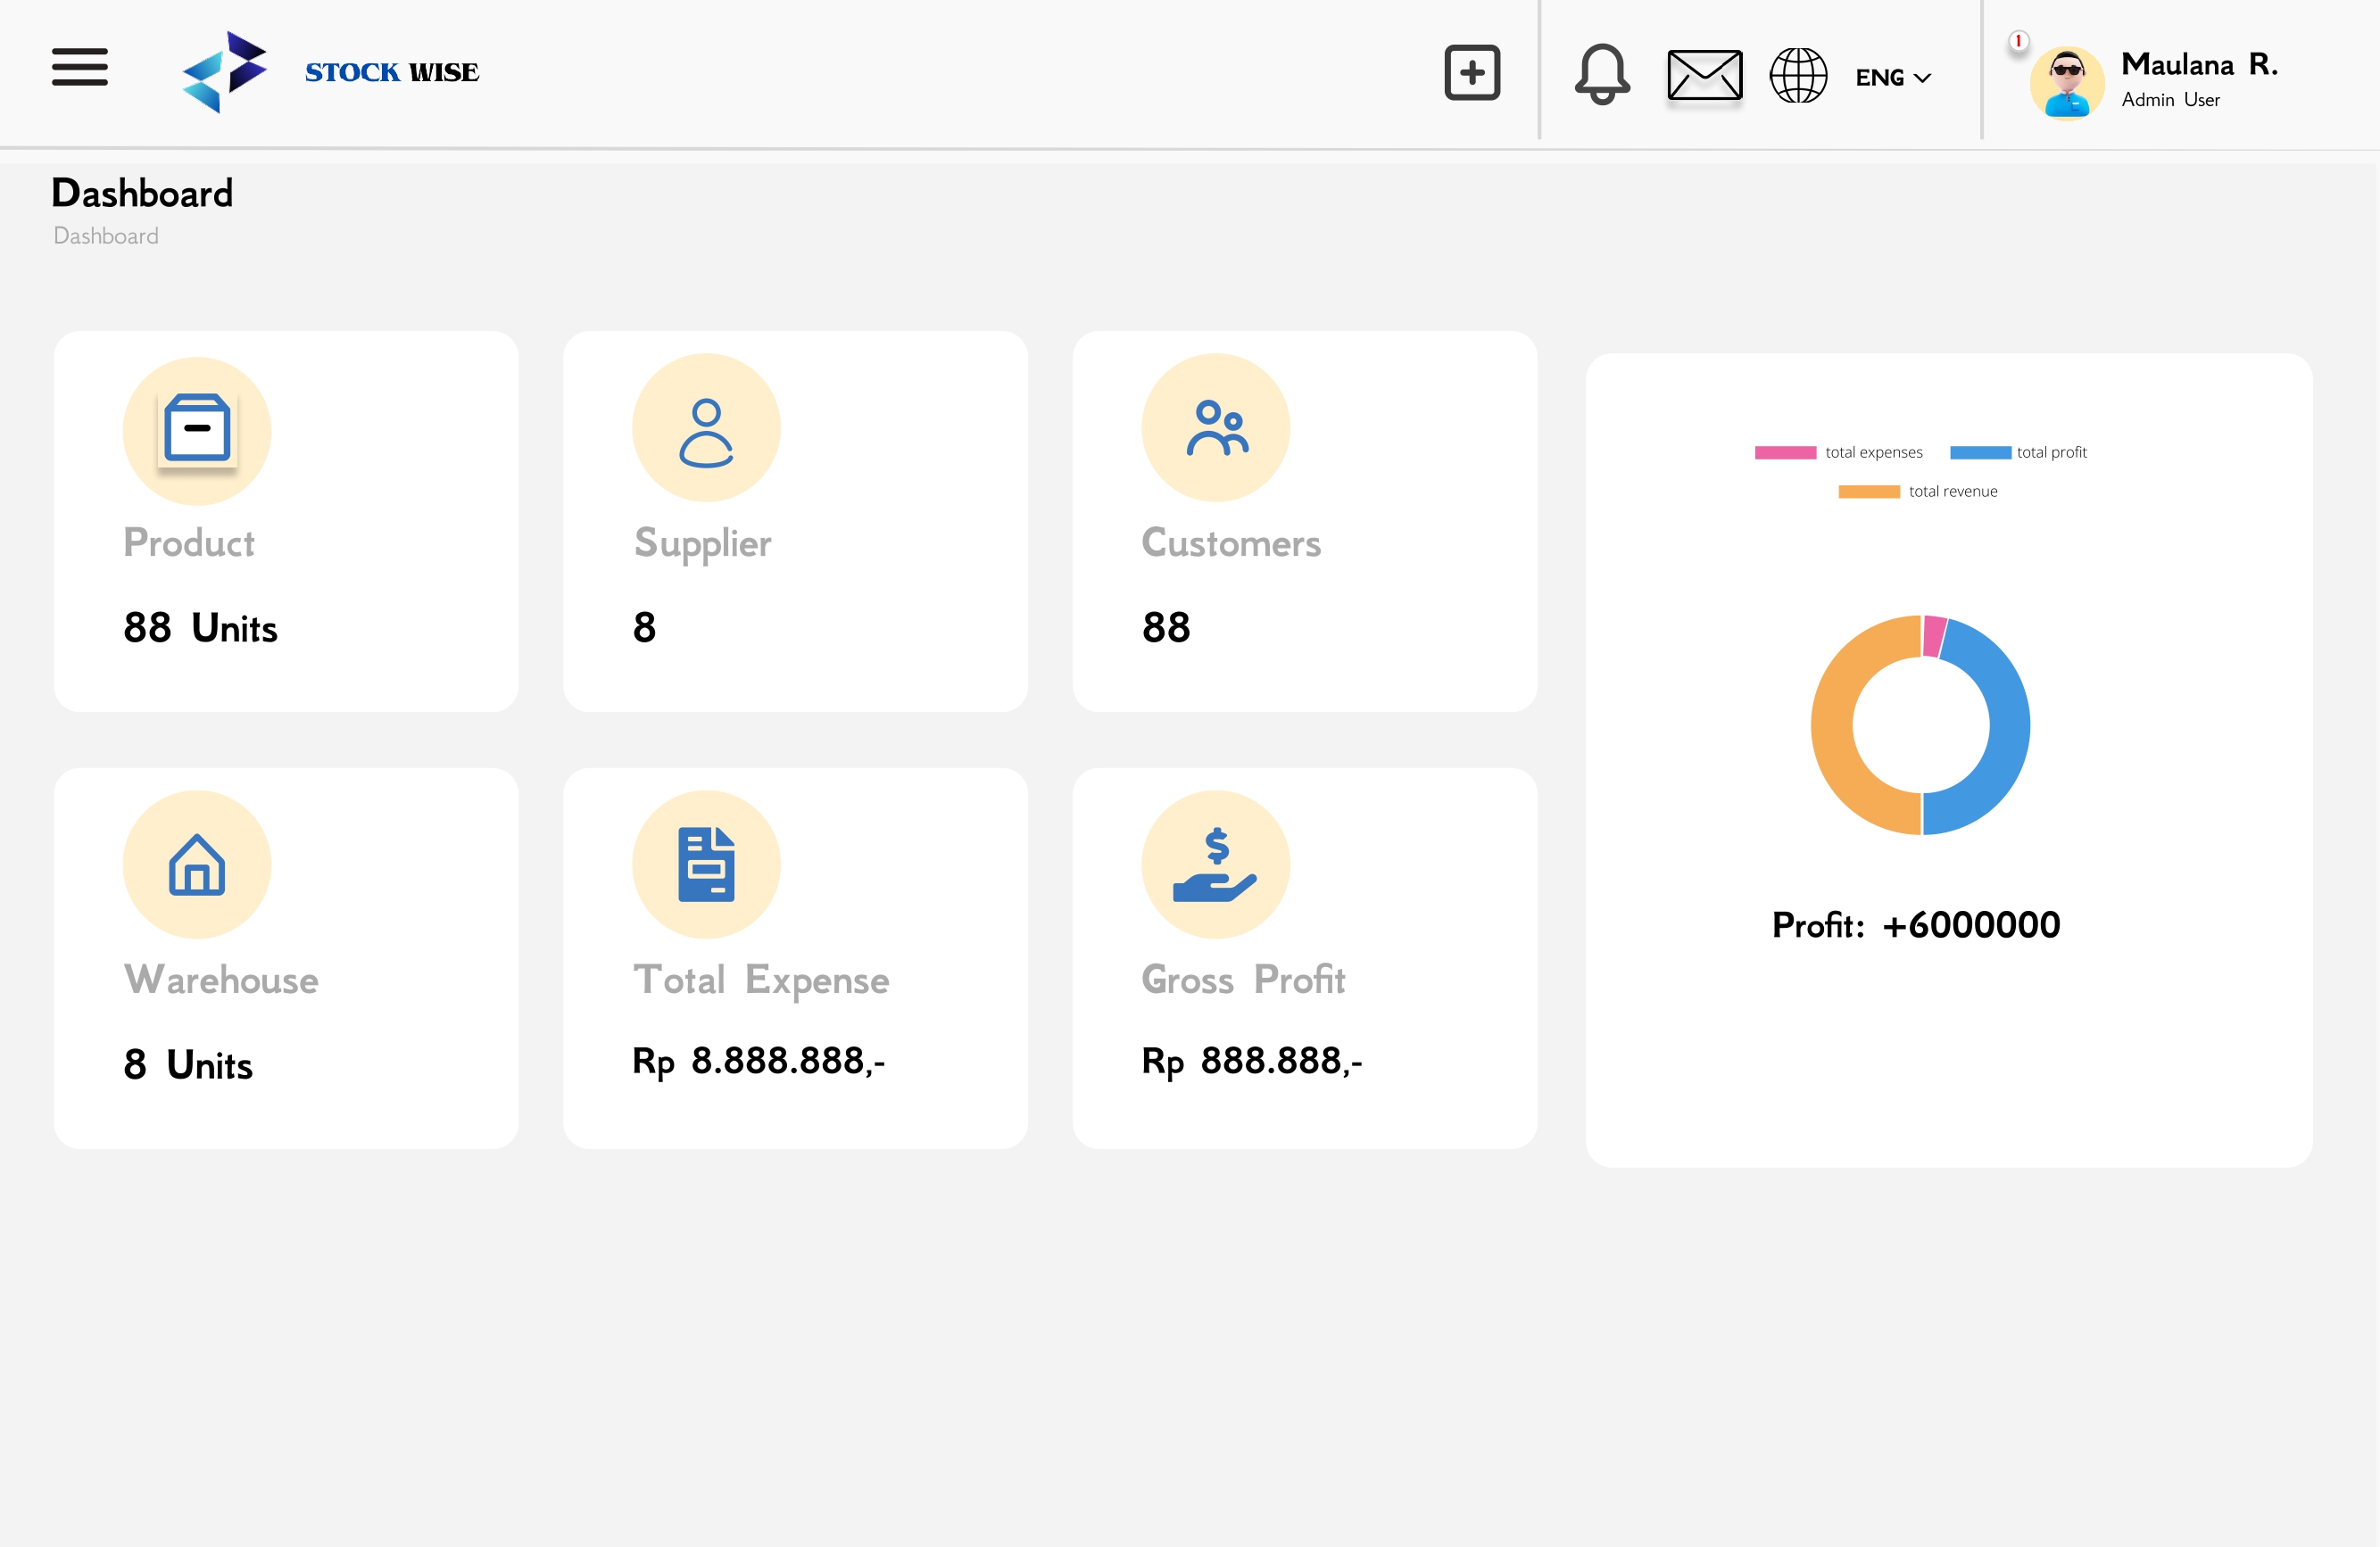 STOCK WISE
ENG
1
Maulana R.
Admin User
Dashboard
Dashboard
Product
88 Units
Supplier
8
Customers
88
Warehouse
8 Units
Total Expense
Rp 8.888.888,-
Gross Profit
Rp 888.888,-
total expenses
total profit
total revenue
Profit: +6000000